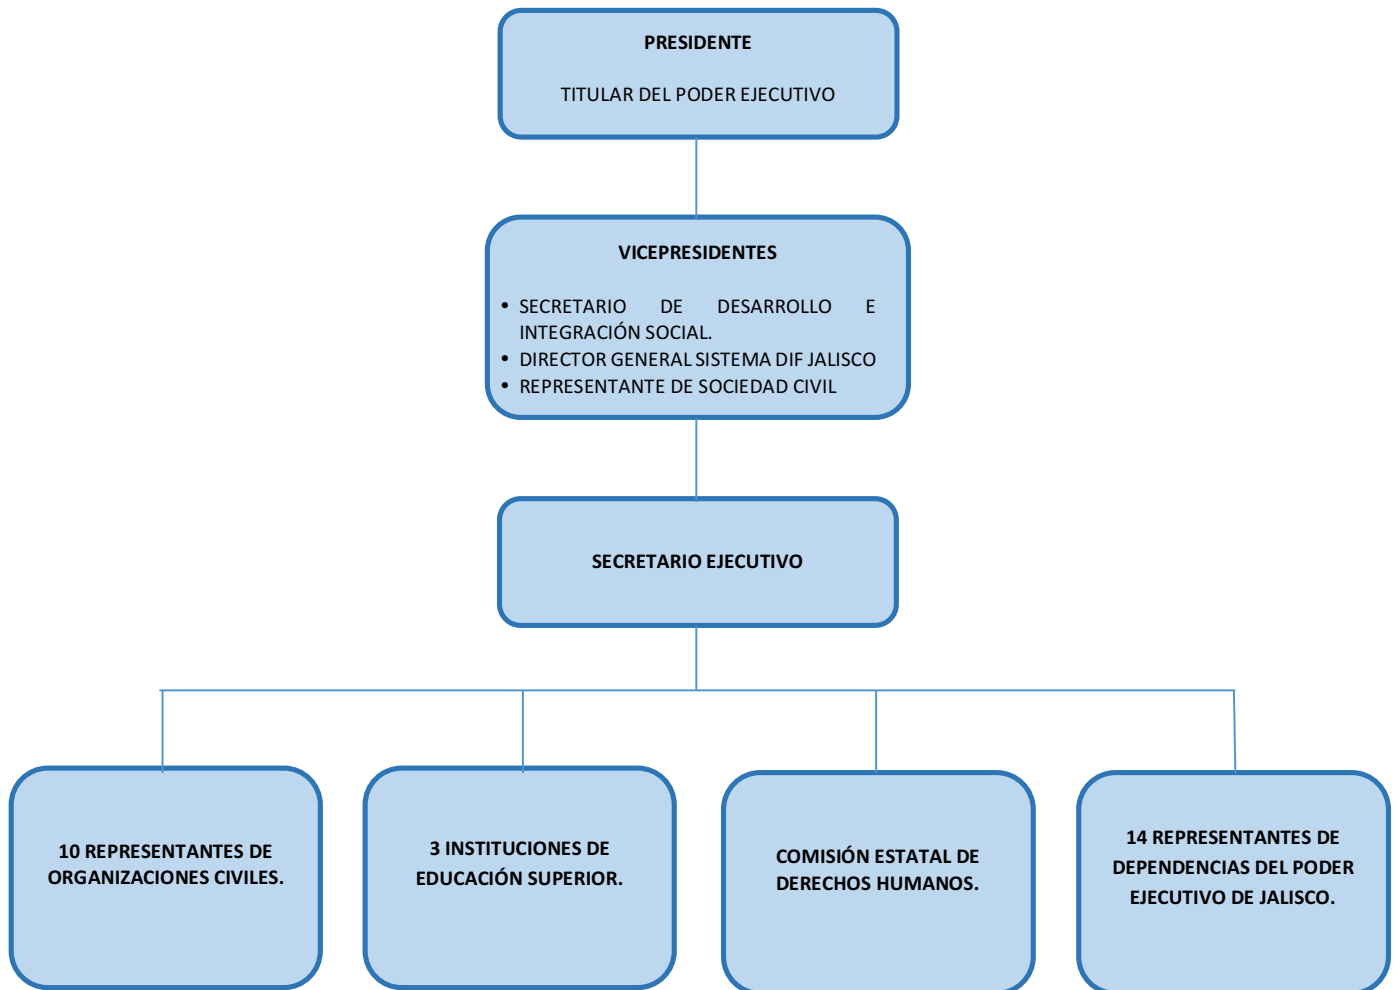 PRESIDENTE
TITULAR DEL PODER EJECUTIVO
VICEPRESIDENTES
• SECRETARIO DE DESARROLLO E
INTEGRACIÓN SOCIAL.
• DIRECTOR GENERAL SISTEMA DIF JALISCO
• REPRESENTANTE DE SOCIEDAD CIVIL
SECRETARIO EJECUTIVO
10 REPRESENTANTES DE
ORGANIZACIONES CIVILES.
3 INSTITUCIONES DE
EDUCACIÓN SUPERIOR.
COMISIÓN ESTATAL DE
DERECHOS HUMANOS.
14 REPRESENTANTES DE
DEPENDENCIAS DEL PODER
EJECUTIVO DE JALISCO.